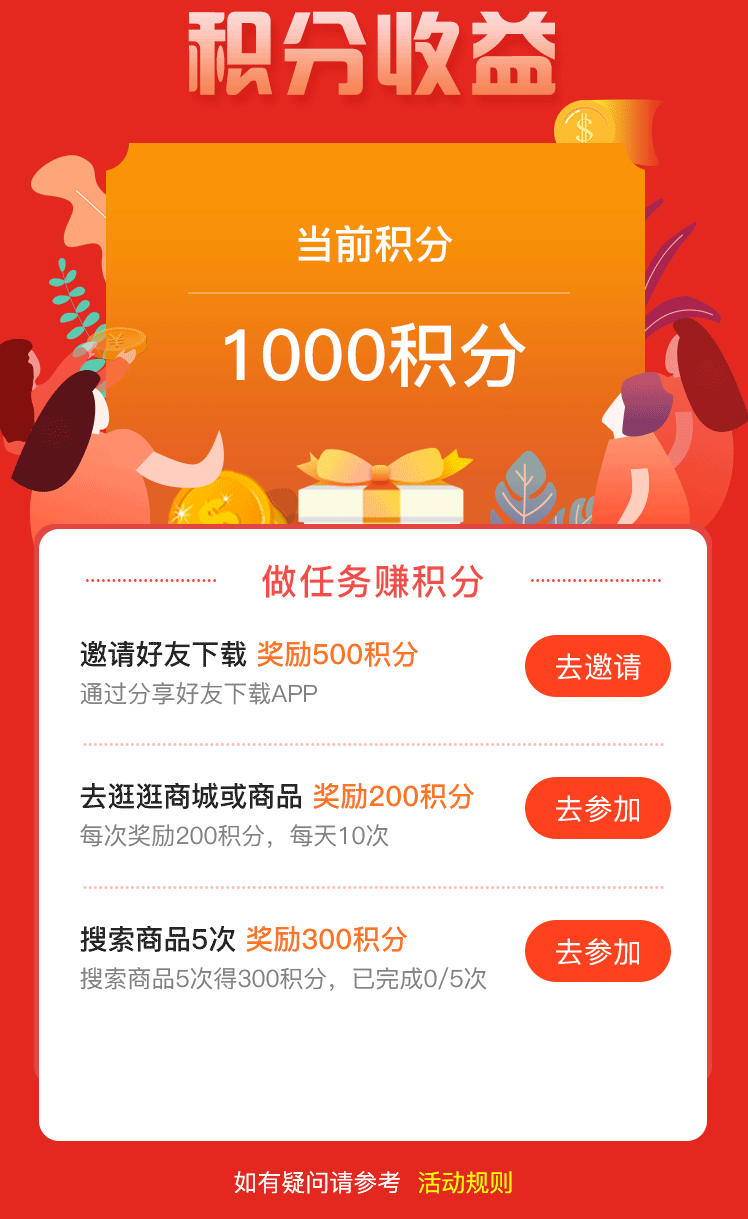 积分收益
当前积分
1000积分
做任务赚积分
邀请好友下载 奖励500积分
通过分享好友下载APP
去邀请
去逛逛商城或商品 奖励200积分
每次奖励200积分，每天10次
去参加
搜索商品5次 奖励300积分
搜索商品5次得300积分，已完成0/5次
去参加
如有疑问请参考 活动规则